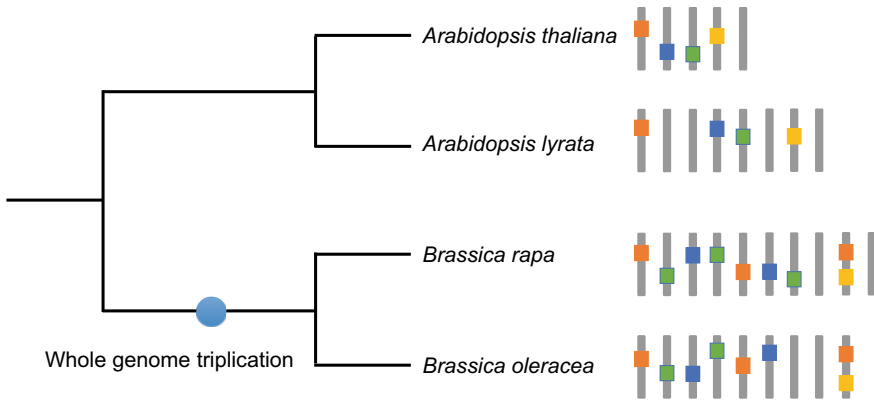 Arabidopsis thaliana
Arabidopsis lyrata
Brassica rapa
Whole genome triplication
Brassica oleracea